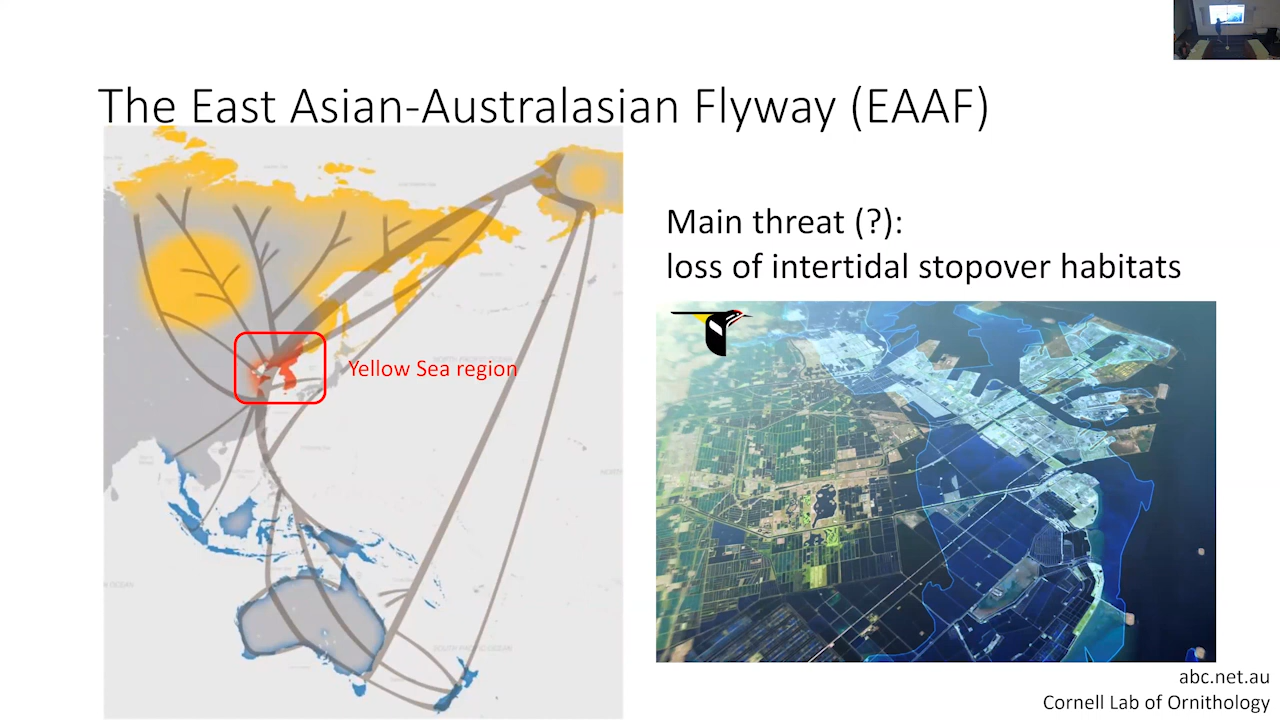 The East Asian-Australasian Flyway (EAAF)
Main threat (?):
loss of intertidal stopover habitats
Yellow Sea region
abc.net.au
Cornell Lab of Ornithology